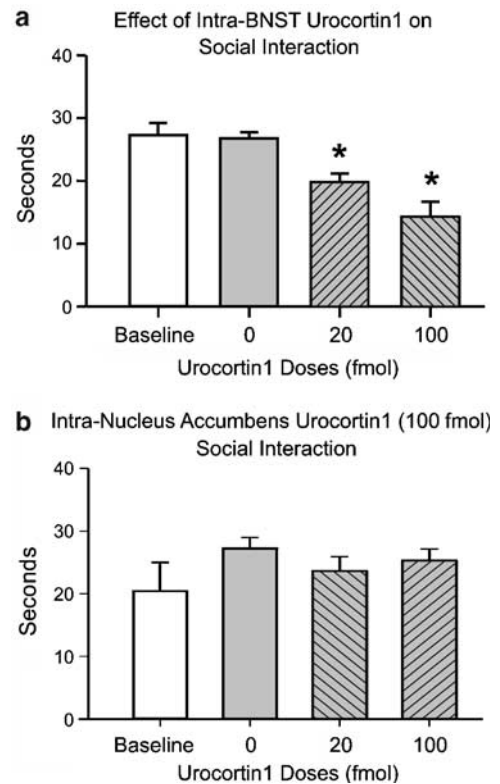 a Effect of Intra-BNST Urocortin1 on
Social Interaction
Seconds
40
30
20
10
0
* *
Baseline 0 20 100
Urocortin1 Doses (fmol)
b Intra-Nucleus Accumbens Urocortin1 (100 fmol)
Social Interaction
Seconds
40
30
20
10
0
Baseline 0 20 100
Urocortin1 Doses (fmol)